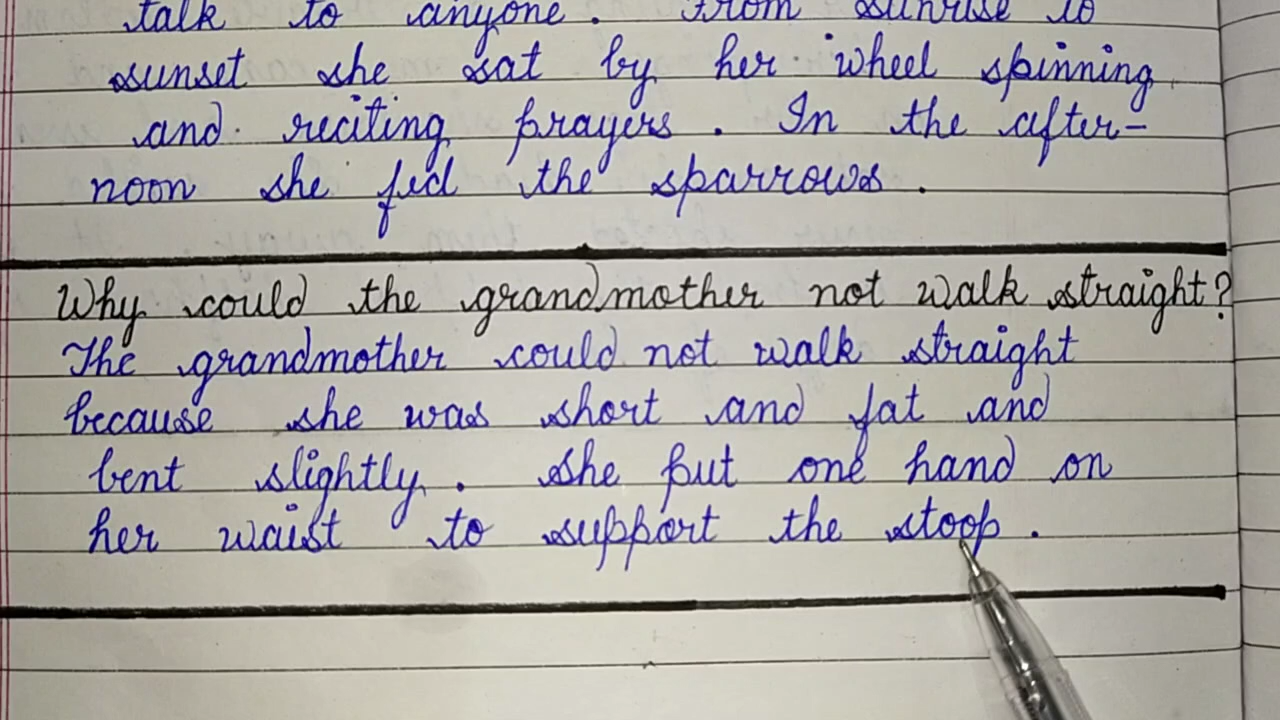 talk to anyone. From sunrise to
sunset she sat by her wheel spinning
and reciting prayers. In the after-
noon she fed the sparrows.
Why could the grandmother not walk straight?
The grandmother could not walk straight
because she was short and fat and
bent slightly. She put one hand on
her waist to support the stoop.